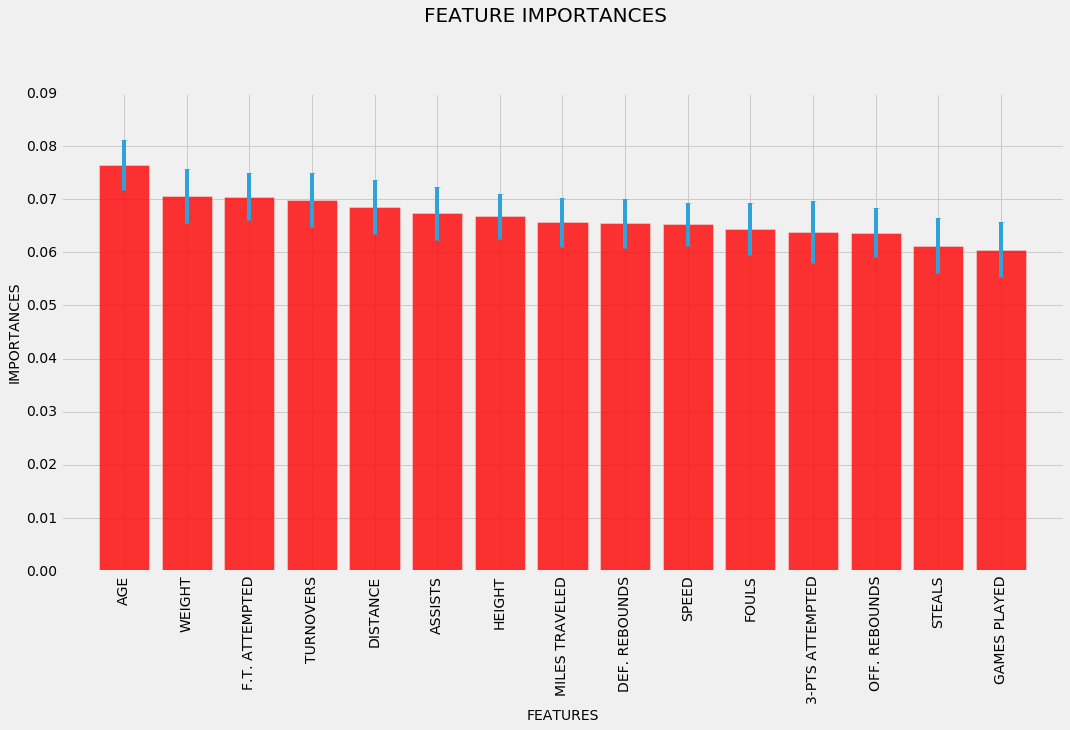 FEATURE IMPORTANCES
IMPORTANCES
0.09
0.08
0.07
0.06
0.05
0.04
0.03
0.02
0.01
0.00
AGE
WEIGHT
F.T. ATTEMPTED
TURNOVERS
DISTANCE
ASSISTS
HEIGHT
MILES TRAVELED
DEF. REBOUNDS
SPEED
FOULS
3-PTS ATTEMPTED
OFF. REBOUNDS
STEALS
GAMES PLAYED
FEATURES